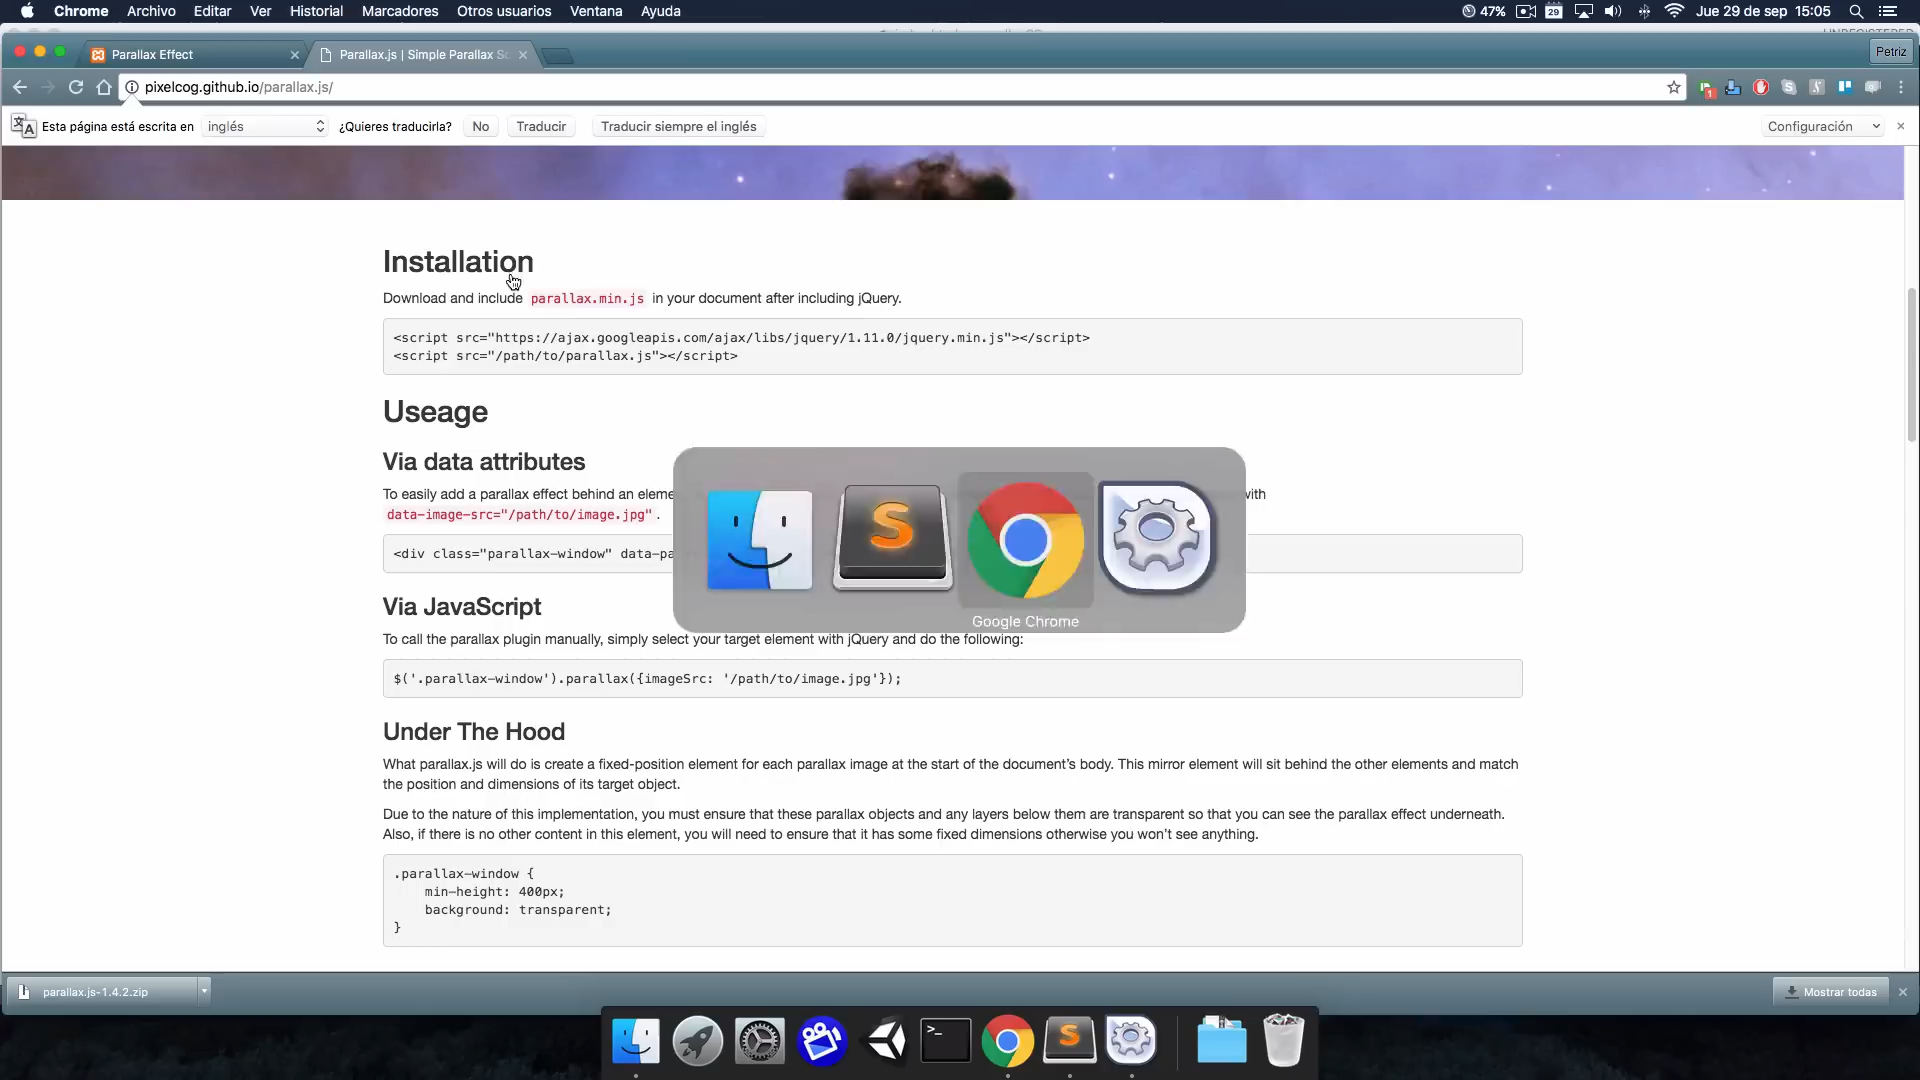 Chrome Archivo Editar Ver Historial Marcadores Otros usuarios Ventana Ayuda 47% 29 Jue 29 de sep 15:05
Parallax Effect Parallax.js | Simple Parallax Sc Petriz
pixelcog.github.io/parallax.js/
Esta página está escrita en inglés ¿Quieres traducirla? No Traducir Traducir siempre el inglés Configuración
Installation
Download and include parallax.min.js in your document after including jQuery.
<script src="https://ajax.googleapis.com/ajax/libs/jquery/1.11.0/jquery.min.js"></script>
<script src="/path/to/parallax.js"></script>
Useage
Via data attributes
To easily add a parallax effect behind an eleme with
data-image-src="/path/to/image.jpg".
<div class="parallax-window" data-pa
Google Chrome
Via JavaScript
To call the parallax plugin manually, simply select your target element with jQuery and do the following:
$('.parallax-window').parallax({imageSrc: '/path/to/image.jpg'});
Under The Hood
What parallax.js will do is create a fixed-position element for each parallax image at the start of the document's body. This mirror element will sit behind the other elements and match
the position and dimensions of its target object.
Due to the nature of this implementation, you must ensure that these parallax objects and any layers below them are transparent so that you can see the parallax effect underneath.
Also, if there is no other content in this element, you will need to ensure that it has some fixed dimensions otherwise you won't see anything.
.parallax-window {
min-height: 400px;
background: transparent;
}
parallax.js-1.4.2.zip Mostrar todas